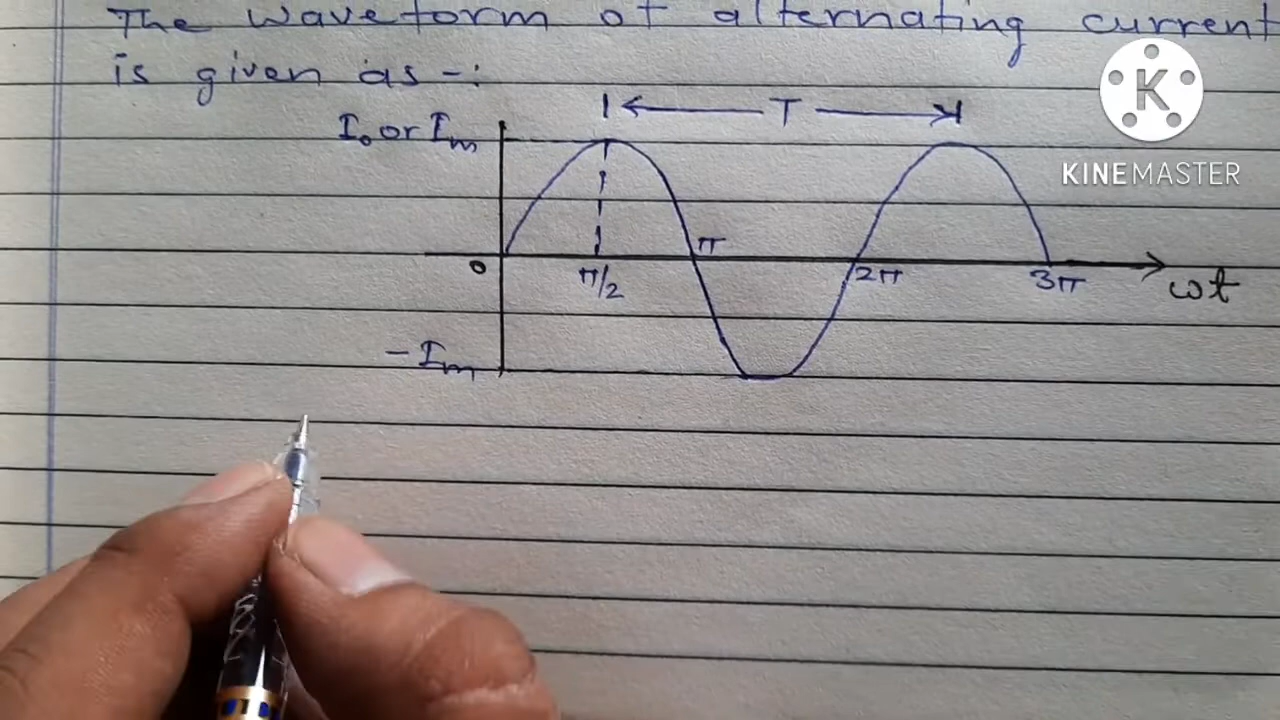 The waveform of alternating current
is given as -:
T
I₀ or Iₘ
K
KINEMASTER
π
0
π/2
2π
3π
ωt
-Iₘ